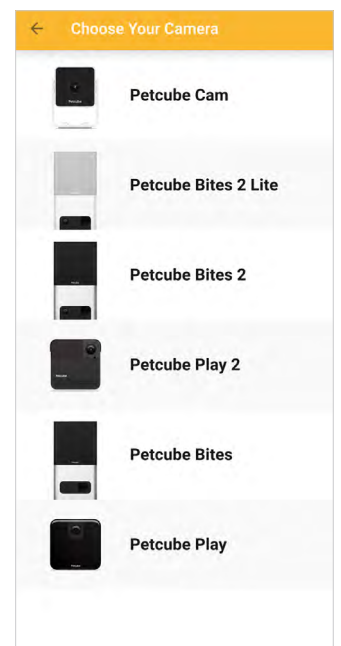 Choose Your Camera
Petcube Cam
Petcube Bites 2 Lite
Petcube Bites 2
Petcube Play 2
Petcube Bites
Petcube Play